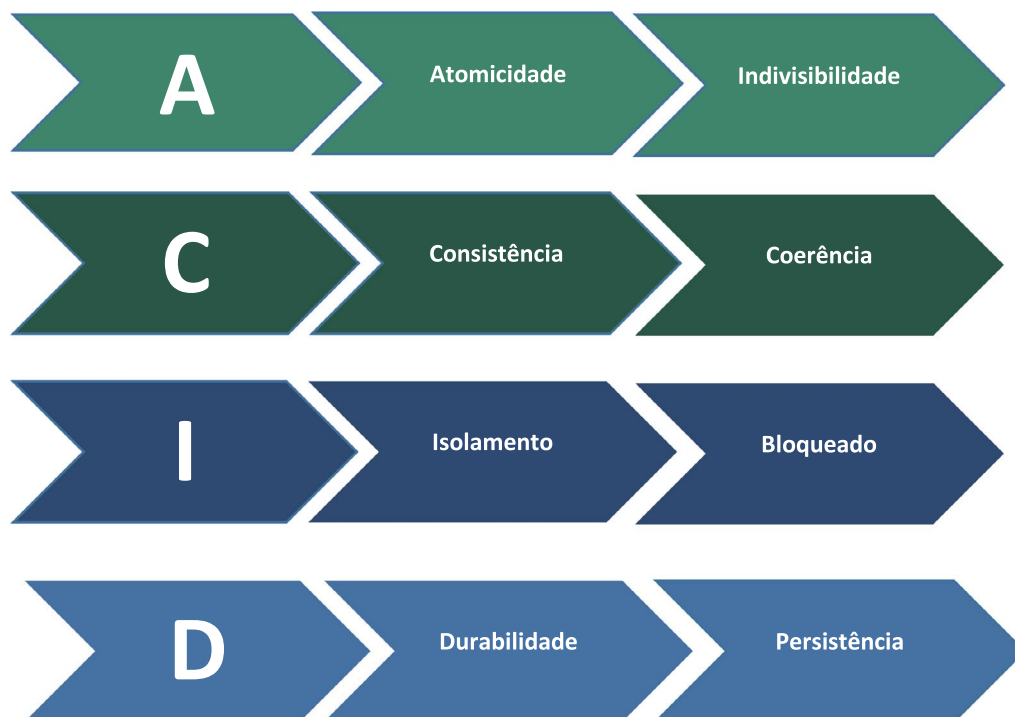 A
Atomicidade
Indivisibilidade
C
Consistência
Coerência
I
Isolamento
Bloqueado
D
Durabilidade
Persistência